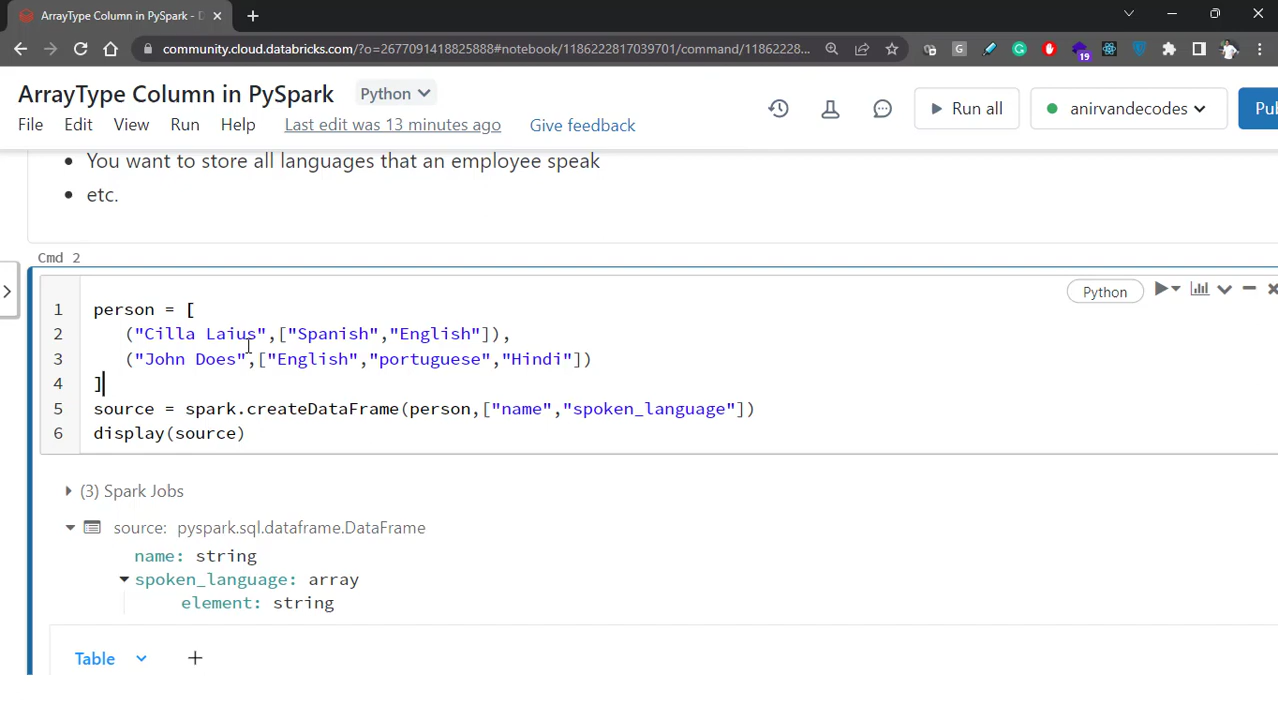 ArrayType Column in PySpark - D
community.cloud.databricks.com/?o=2677091418825888#notebook/1186222817039701/command/11862228...
G
19
ArrayType Column in PySpark Python
File Edit View Run Help Last edit was 13 minutes ago Give feedback
Run all
anirvandecodes
Pu
• You want to store all languages that an employee speak
• etc.
Cmd 2
Python
1 person = [
2 ("Cilla Laius",["Spanish","English"]),
3 ("John Does",["English","portuguese","Hindi"])
4 ]
5 source = spark.createDataFrame(person,["name","spoken_language"])
6 display(source)
(3) Spark Jobs
source: pyspark.sql.dataframe.DataFrame
name: string
spoken_language: array
element: string
Table +